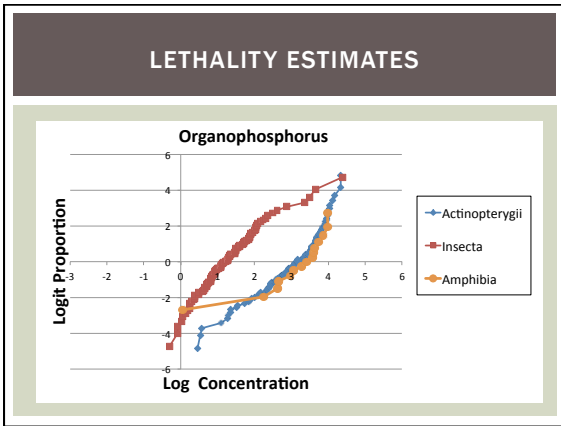 LETHALITY ESTIMATES
Organophosphorus
6
4
2
0
-3 -2 -1 0 1 2 3 4 5 6
-2
-4
-6
Logit Proportion
Log Concentration
Actinopterygii
Insecta
Amphibia